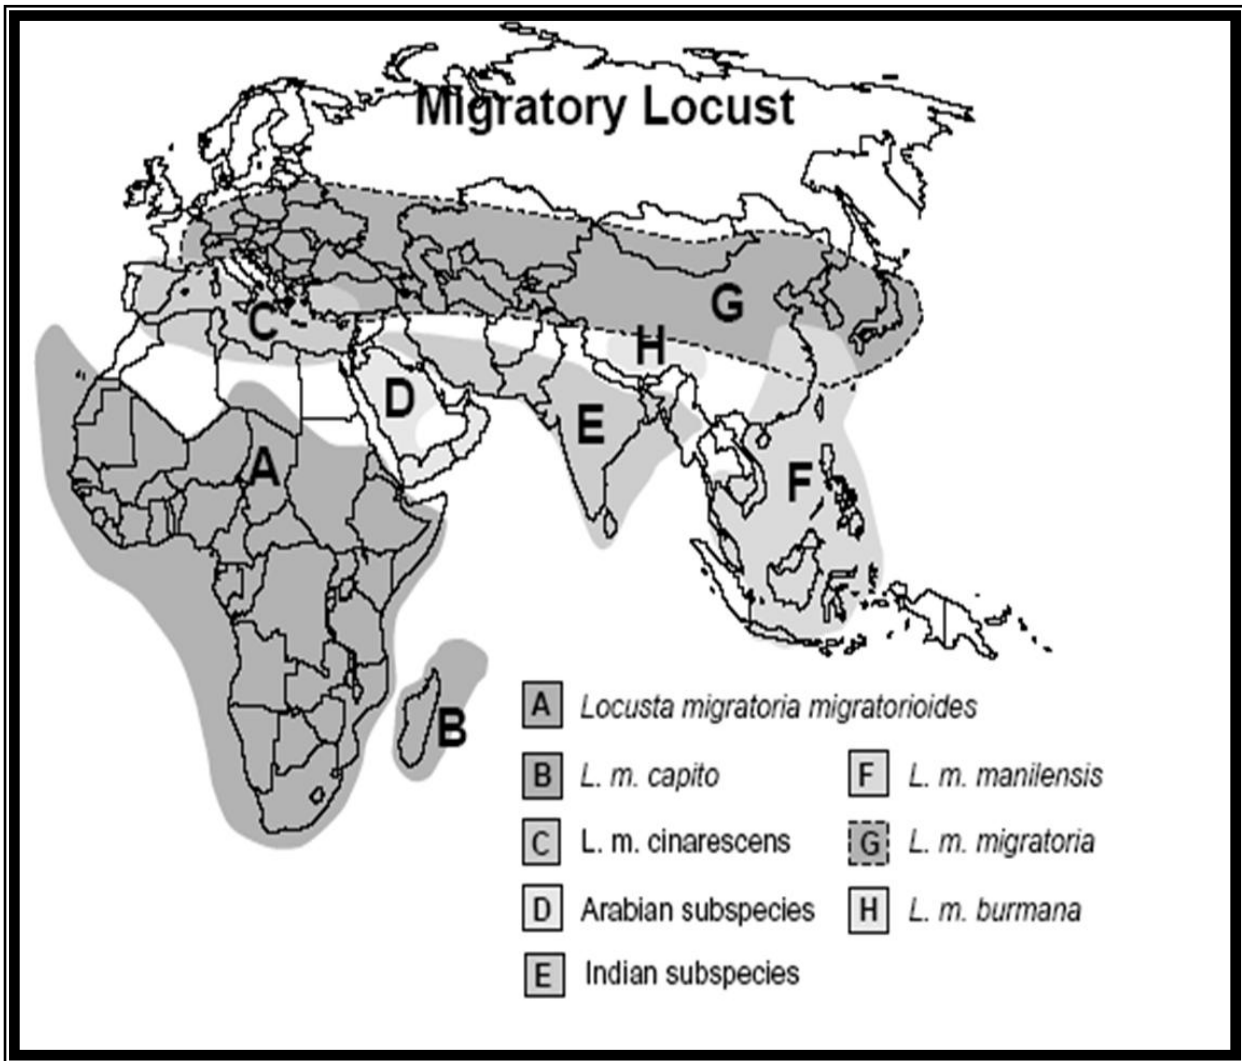 Migratory Locust
G
H
C
D
E
A
F
B
A Locusta migratoria migratorioides
B L. m. capito
F L. m. manilensis
C L. m. cinarescens
G L. m. migratoria
D Arabian subspecies
H L. m. burmana
E Indian subspecies